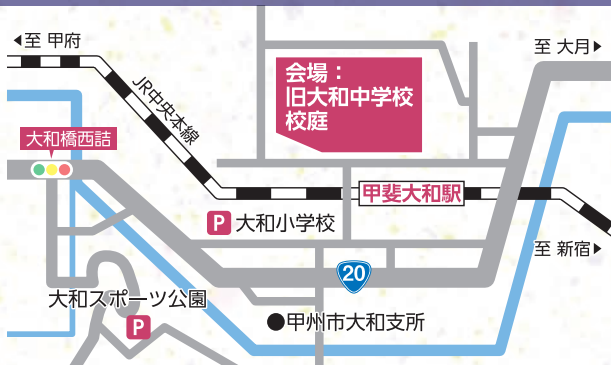 ◀至 甲府
至 大月▶
会場：
旧大和中学校
校庭
JR中央本線
大和橋西詰
甲斐大和駅
P 大和小学校
至 新宿▶
20
大和スポーツ公園
P
●甲州市大和支所